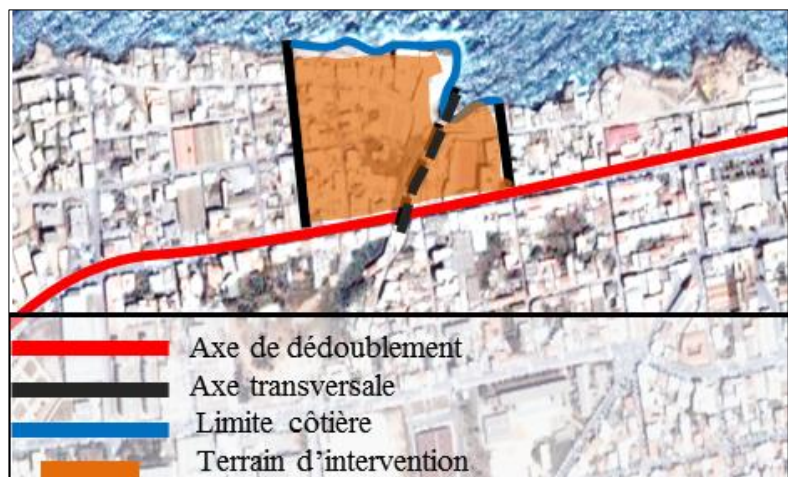 Axe de dédoublement
Axe transversale
Limite côtière
Terrain d’intervention